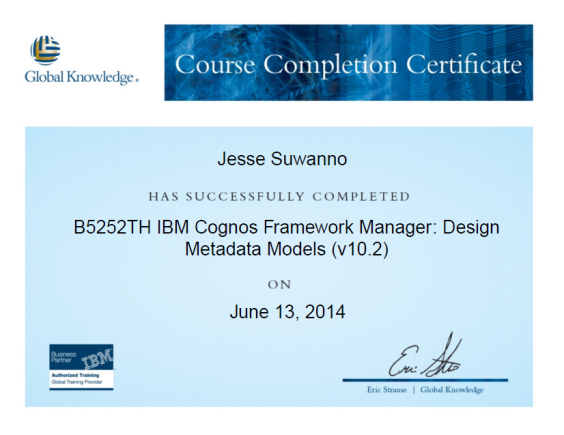 Global Knowledge.
Course Completion Certificate
Jesse Suwanno
HAS SUCCESSFULLY COMPLETED
B5252TH IBM Cognos Framework Manager: Design
Metadata Models (v10.2)
ON
June 13, 2014
Business
Partner
IBM
Authorized Training
Global Training Provider
Eric Strause | Global Knowledge